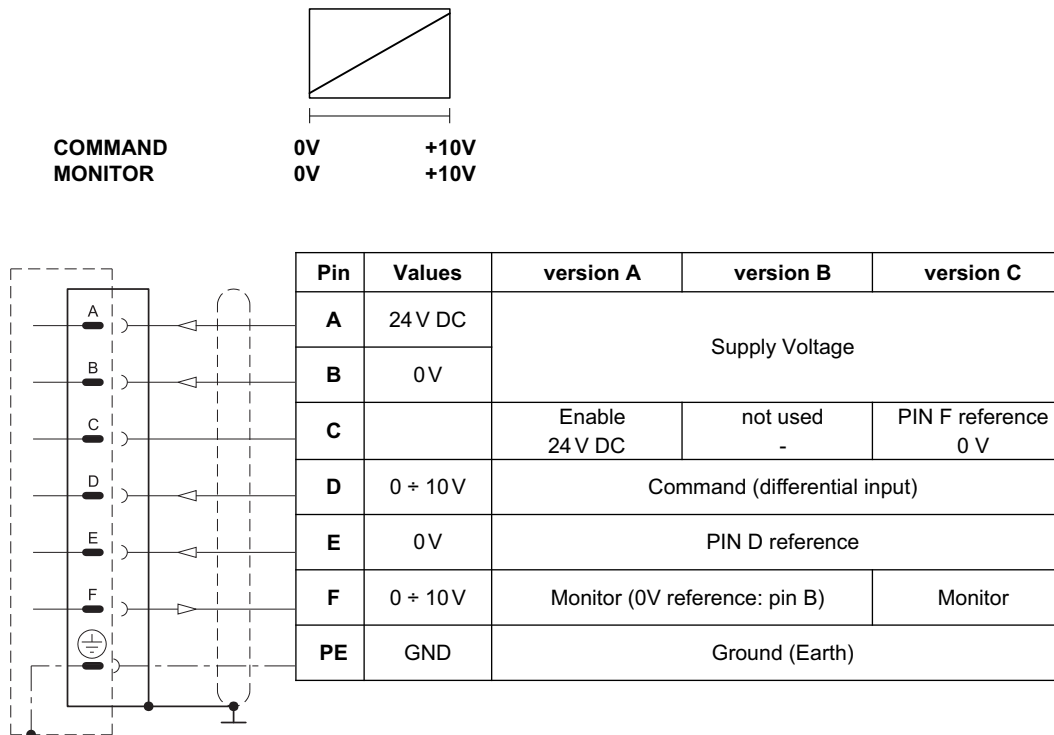 COMMAND 0V +10V
MONITOR 0V +10V
Pin Values version A version B version C
A A 24 V DC Supply Voltage
B B 0 V
C C Enable 24 V DC not used - PIN F reference 0 V
D D 0 ÷ 10 V Command (differential input)
E E 0 V PIN D reference
F F 0 ÷ 10 V Monitor (0V reference: pin B) Monitor
PE GND Ground (Earth)